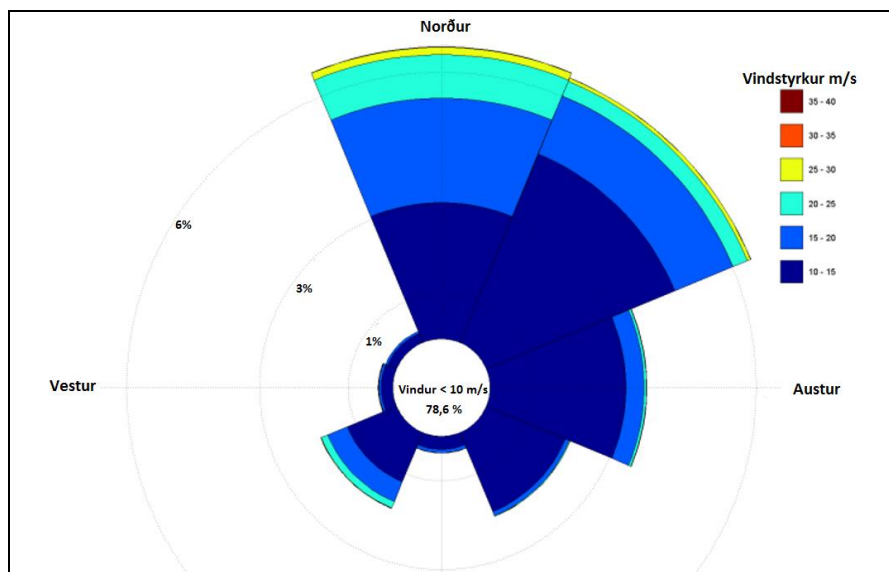 Norður
Vindstyrkur m/s
35 - 40
30 - 35
25 - 30
20 - 25
15 - 20
10 - 15
6%
3%
1%
Vestur
Vindur < 10 m/s
78,6 %
Austur